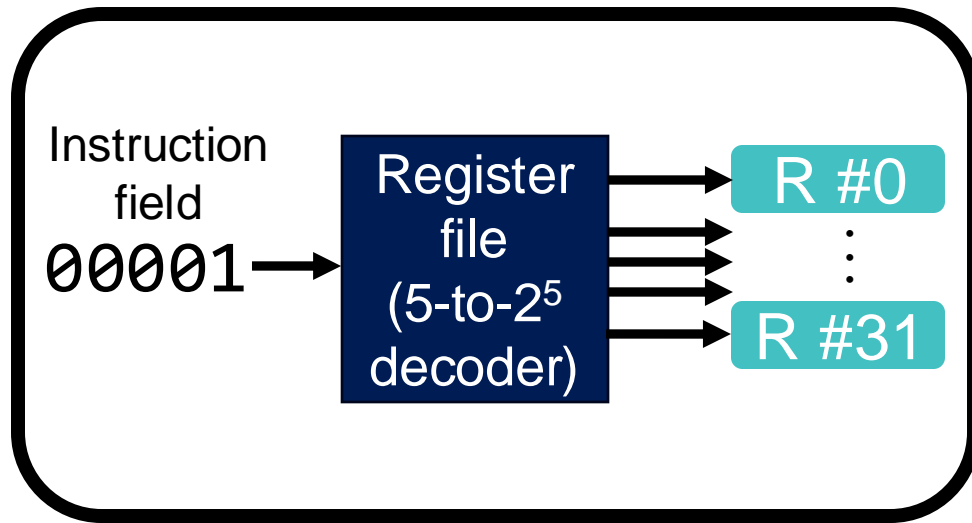 Instruction
field
00001
Register
file
(5-to-2⁵
decoder)
R #0
⋮
R #31